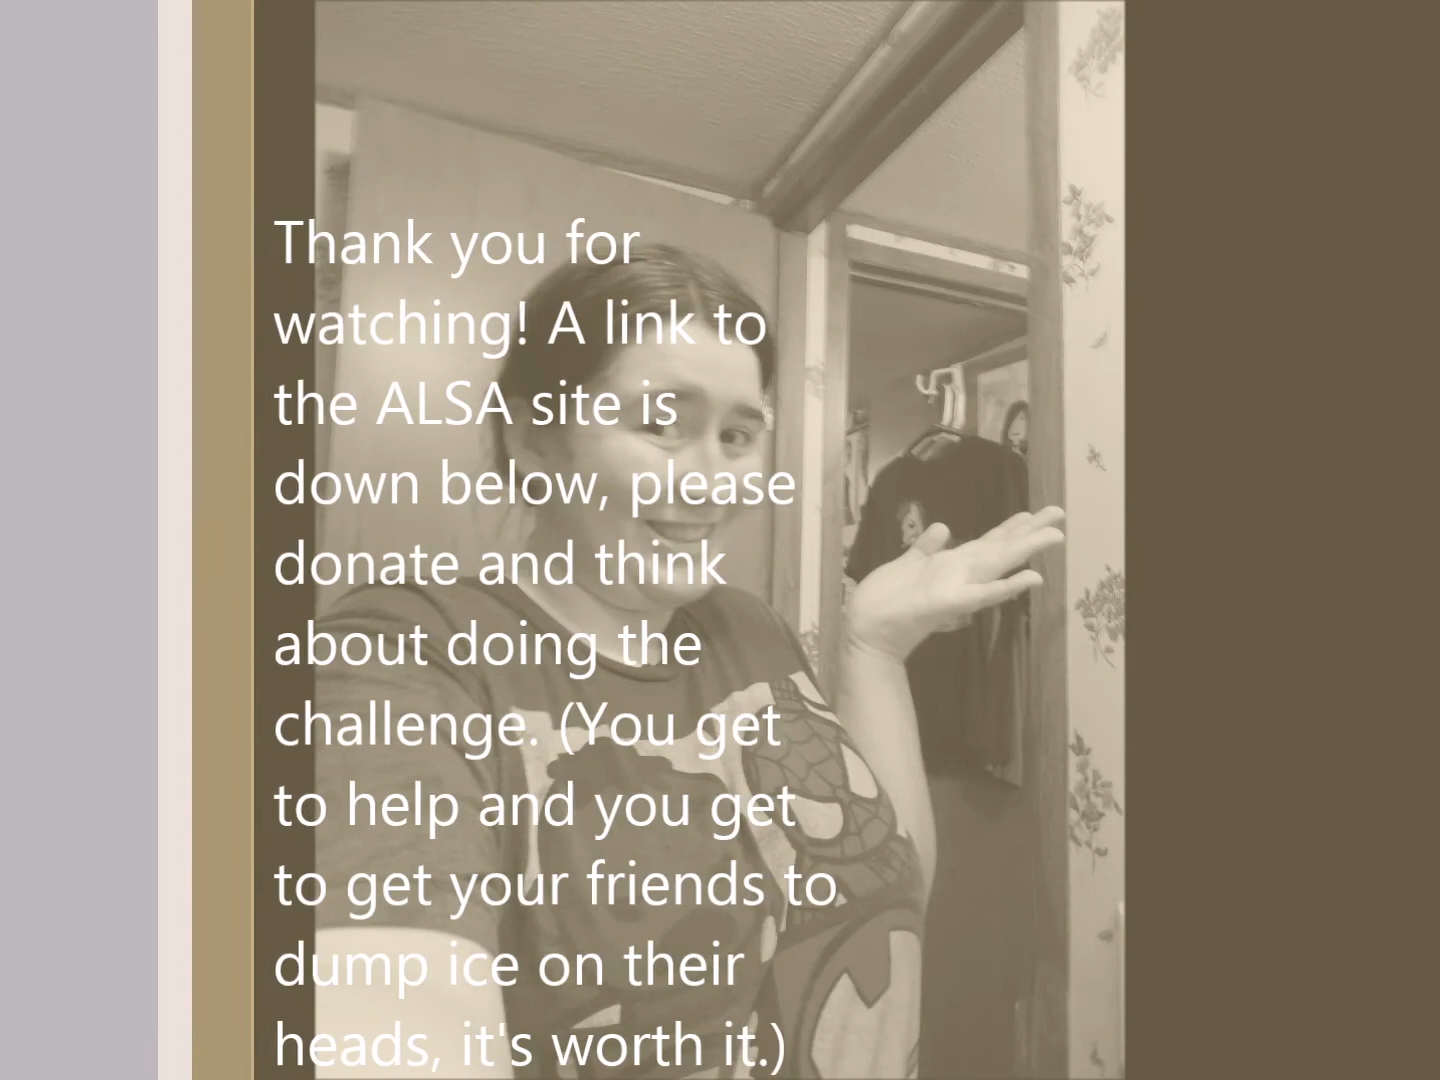 Thank you for
watching! A link to
the ALSA site is
down below, please
donate and think
about doing the
challenge. (You get
to help and you get
to get your friends to
dump ice on their
heads, it's worth it.)